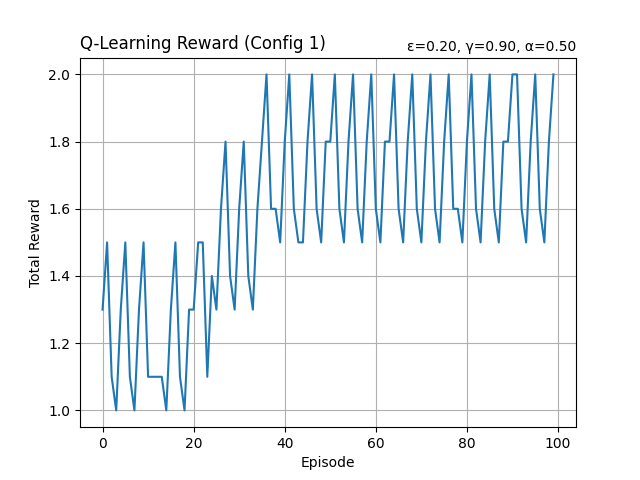 Q-Learning Reward (Config 1)
ε=0.20, γ=0.90, α=0.50
Total Reward
2.0
1.8
1.6
1.4
1.2
1.0
0 20 40 60 80 100
Episode